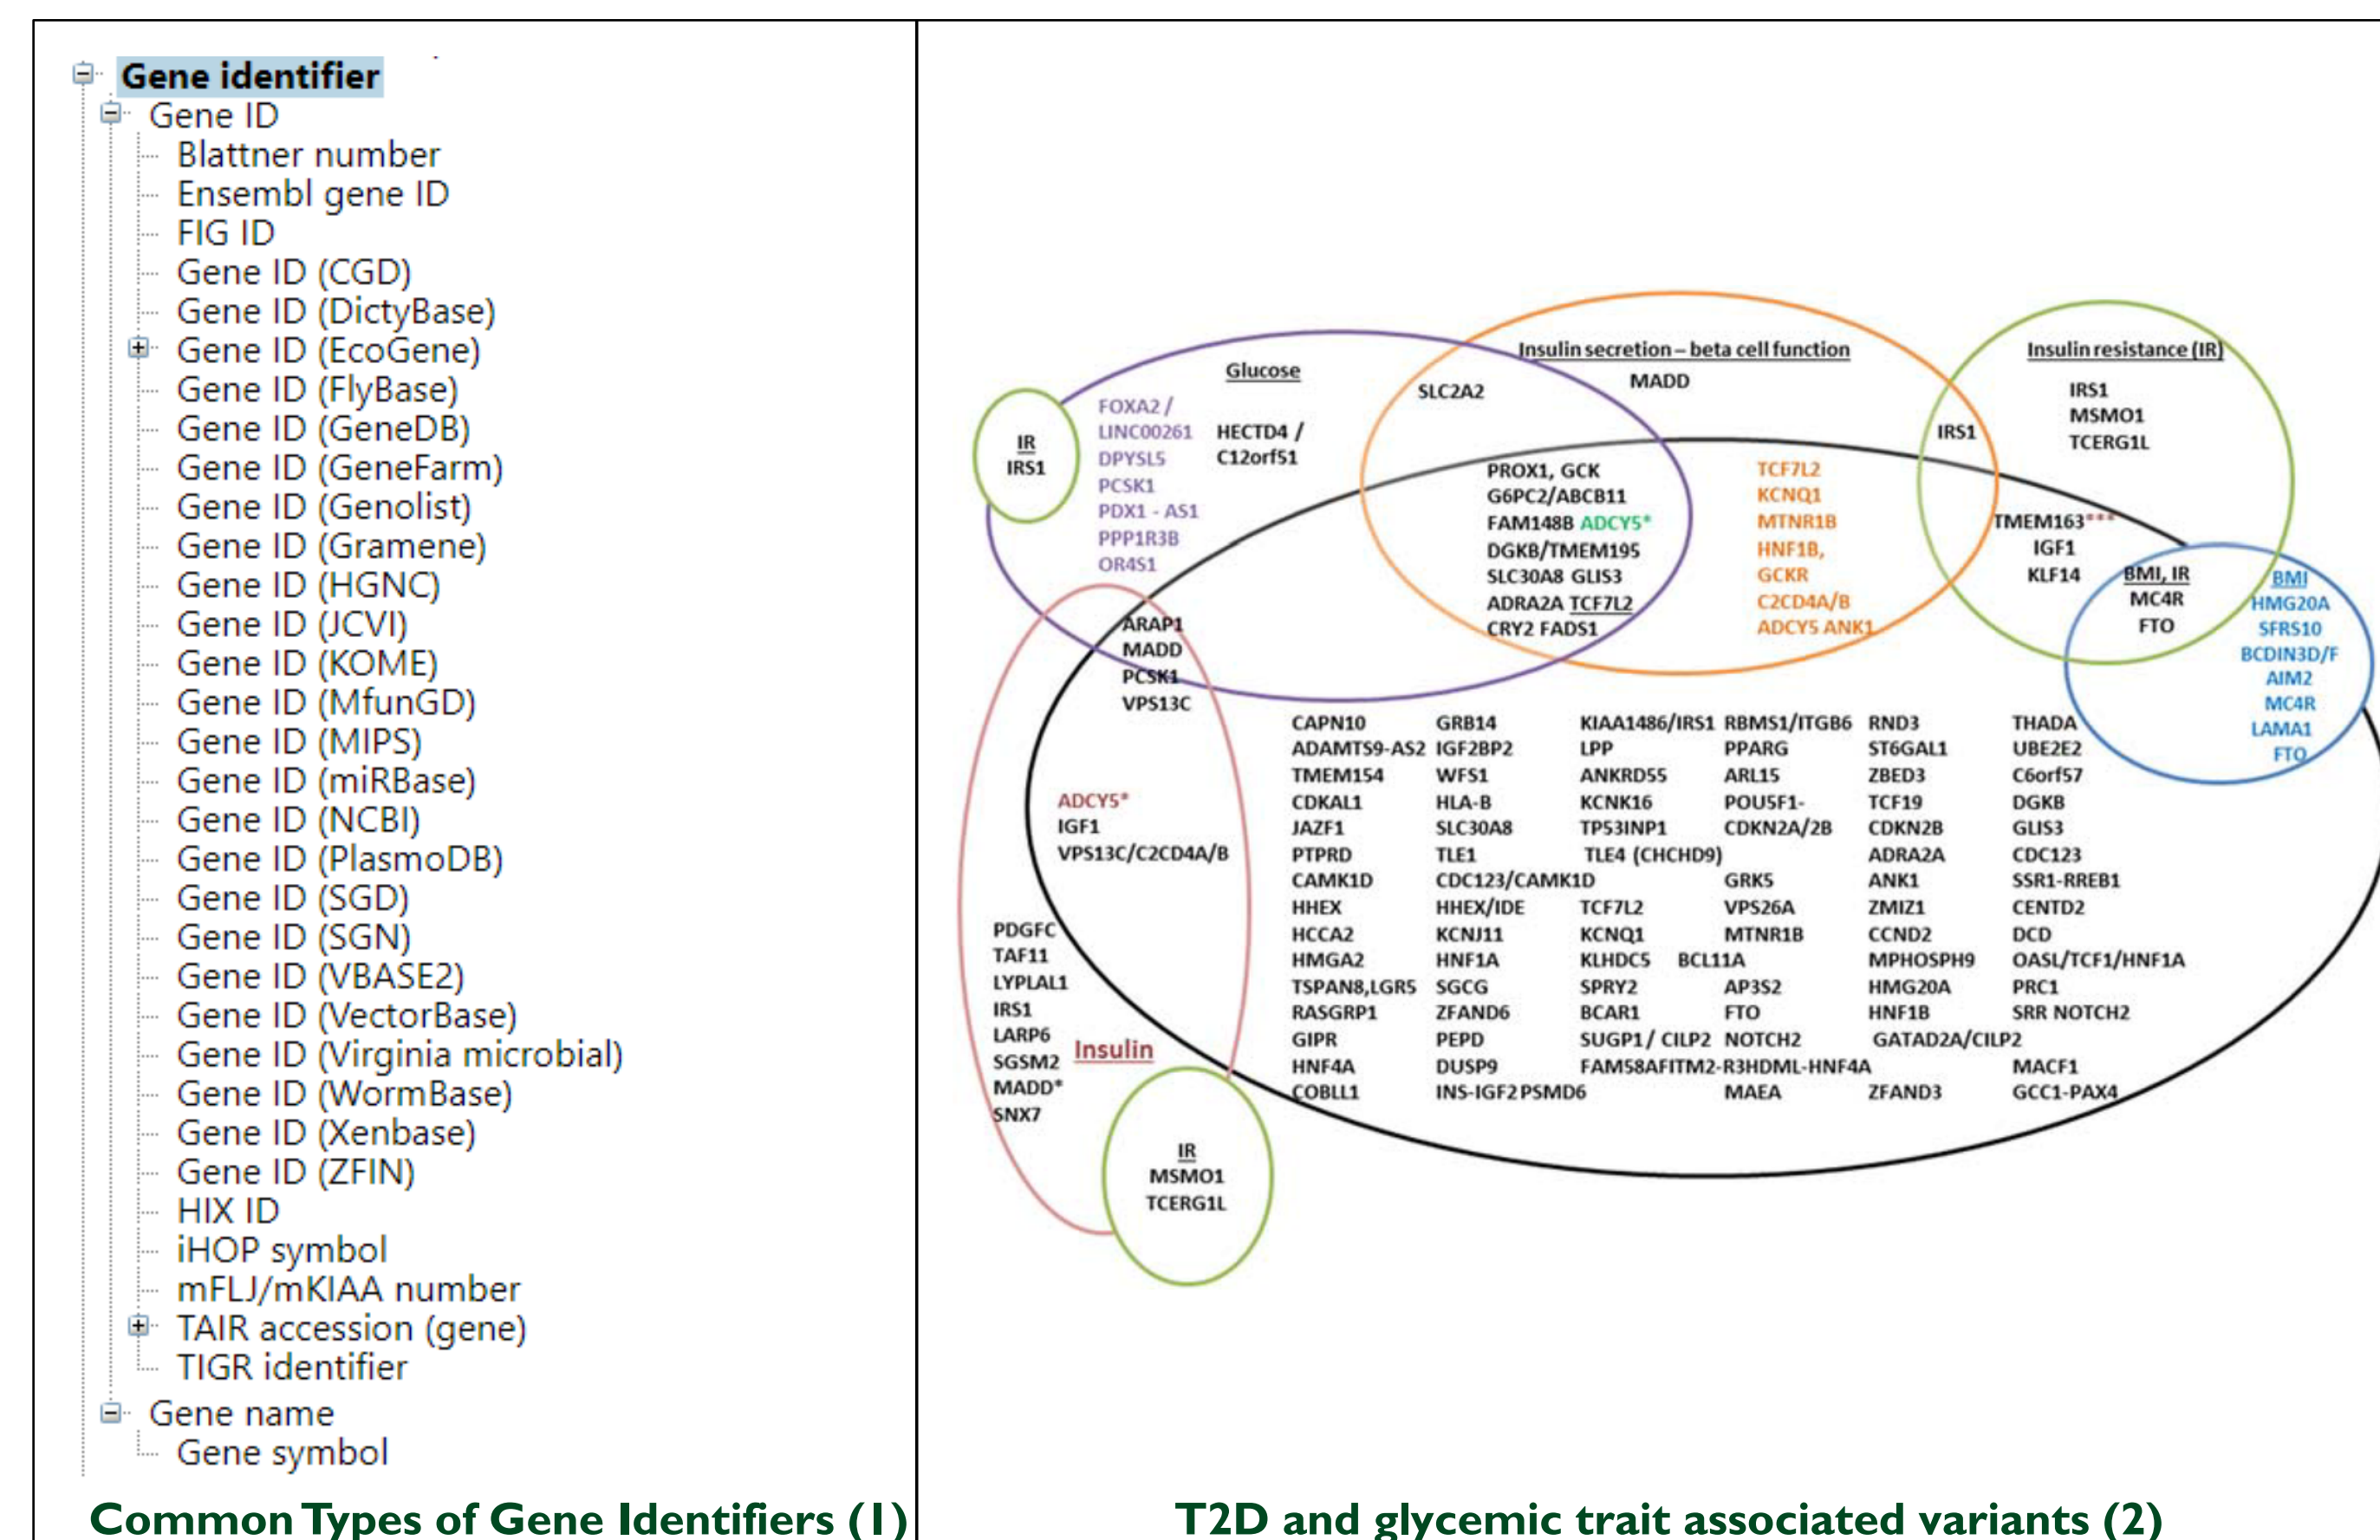 Gene identifier
Gene ID
Blattner number
Ensembl gene ID
FIG ID
Gene ID (CGD)
Gene ID (DictyBase)
Gene ID (EcoGene)
Gene ID (FlyBase)
Gene ID (GeneDB)
Gene ID (GeneFarm)
Gene ID (Genolist)
Gene ID (Gramene)
Gene ID (HGNC)
Gene ID (JCVI)
Gene ID (KOME)
Gene ID (MfunGD)
Gene ID (MIPS)
Gene ID (miRBase)
Gene ID (NCBI)
Gene ID (PlasmoDB)
Gene ID (SGD)
Gene ID (SGN)
Gene ID (VBASE2)
Gene ID (VectorBase)
Gene ID (Virginia microbial)
Gene ID (WormBase)
Gene ID (Xenbase)
Gene ID (ZFIN)
HIX ID
iHOP symbol
mFLJ/mKIAA number
TAIR accession (gene)
TIGR identifier
Gene name
Gene symbol
Common Types of Gene Identifiers (1)
IR
IRS1
Glucose
FOXA2 /
LINC00261
DPYSL5
PCSK1
PDX1 - AS1
PPP1R3B
OR4S1
HECTD4 /
C12orf51
SLC2A2
Insulin secretion – beta cell function
MADD
PROX1, GCK
G6PC2/ABCB11
FAM148B ADCY5*
DGKB/TMEM195
SLC30A8 GLIS3
ADRA2A TCF7L2
CRY2 FADS1
TCF7L2
KCNQ1
MTNR1B
HNF1B,
GCKR
C2CD4A/B
ADCY5 ANK1
IRS1
Insulin resistance (IR)
IRS1
MSMO1
TCERG1L
TMEM163***
IGF1
KLF14
BMI, IR
MC4R
FTO
BMI
HMG20A
SFRS10
BCDIN3D/F
AIM2
MC4R
LAMA1
FTO
ARAP1
MADD
PCSK1
VPS13C
ADCY5*
IGF1
VPS13C/C2CD4A/B
PDGFC
TAF11
LYPLAL1
IRS1
LARP6
SGSM2
MADD*
SNX7
Insulin
IR
MSMO1
TCERG1L
CAPN10 GRB14 KIAA1486/IRS1 RBMS1/ITGB6 RND3 THADA
ADAMTS9-AS2 IGF2BP2 LPP PPARG ST6GAL1 UBE2E2
TMEM154 WFS1 ANKRD55 ARL15 ZBED3 C6orf57
CDKAL1 HLA-B KCNK16 POU5F1- TCF19 DGKB
JAZF1 SLC30A8 TP53INP1 CDKN2A/2B CDKN2B GLIS3
PTPRD TLE1 TLE4 (CHCHD9) ADRA2A CDC123
CAMK1D CDC123/CAMK1D GRK5 ANK1 SSR1-RREB1
HHEX HHEX/IDE TCF7L2 VPS26A ZMIZ1 CENTD2
HCCA2 KCNJ11 KCNQ1 MTNR1B CCND2 DCD
HMGA2 HNF1A KLHDC5 BCL11A MPHOSPH9 OASL/TCF1/HNF1A
TSPAN8,LGR5 SGCG SPRY2 AP3S2 HMG20A PRC1
RASGRP1 ZFAND6 BCAR1 FTO HNF1B SRR NOTCH2
GIPR PEPD SUGP1/ CILP2 NOTCH2 GATAD2A/CILP2
HNF4A DUSP9 FAM58AFITM2-R3HDML-HNF4A MACF1
COBLL1 INS-IGF2 PSMD6 MAEA ZFAND3 GCC1-PAX4
T2D and glycemic trait associated variants (2)